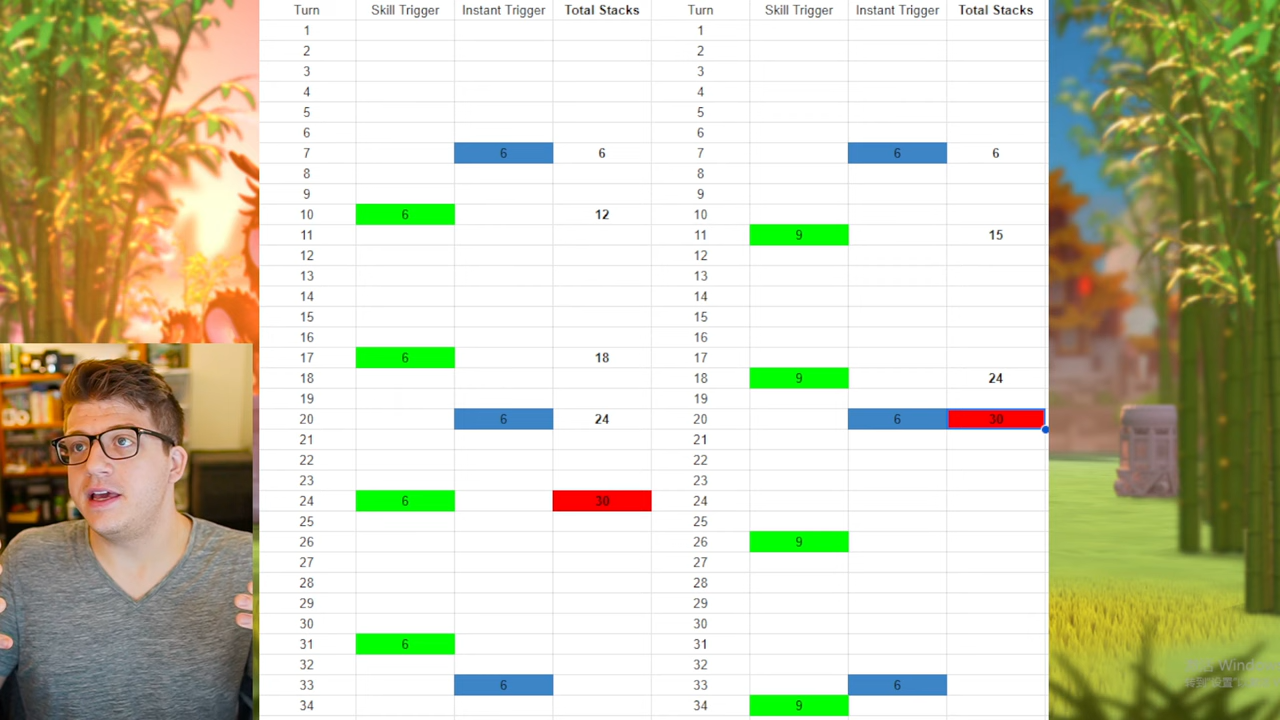 Turn Skill Trigger Instant Trigger Total Stacks Turn Skill Trigger Instant Trigger Total Stacks
1 1
2 2
3 3
4 4
5 5
6 6
7 6 6 7 6 6
8 8
9 9
10 6 12 10
11 11 9 15
12 12
13 13
14 14
15 15
16 16
17 6 18 17
18 18 9 24
19 19
20 6 24 20 6 30
21 21
22 22
23 23
24 6 30 24
25 25
26 26 9
27 27
28 28
29 29
30 30
31 6 31
32 32
33 6 33 6
34 34 9